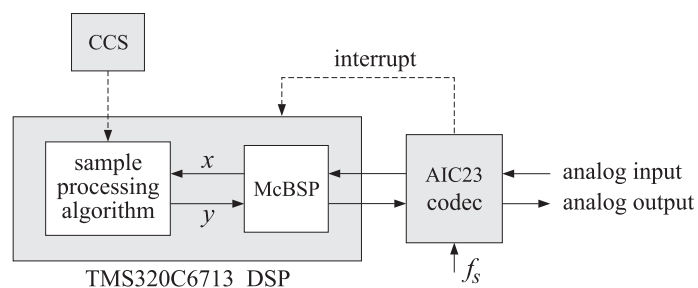 CCS
interrupt
sample
processing
algorithm
x
y
McBSP
AIC23
codec
analog input
analog output
fs
TMS320C6713 DSP